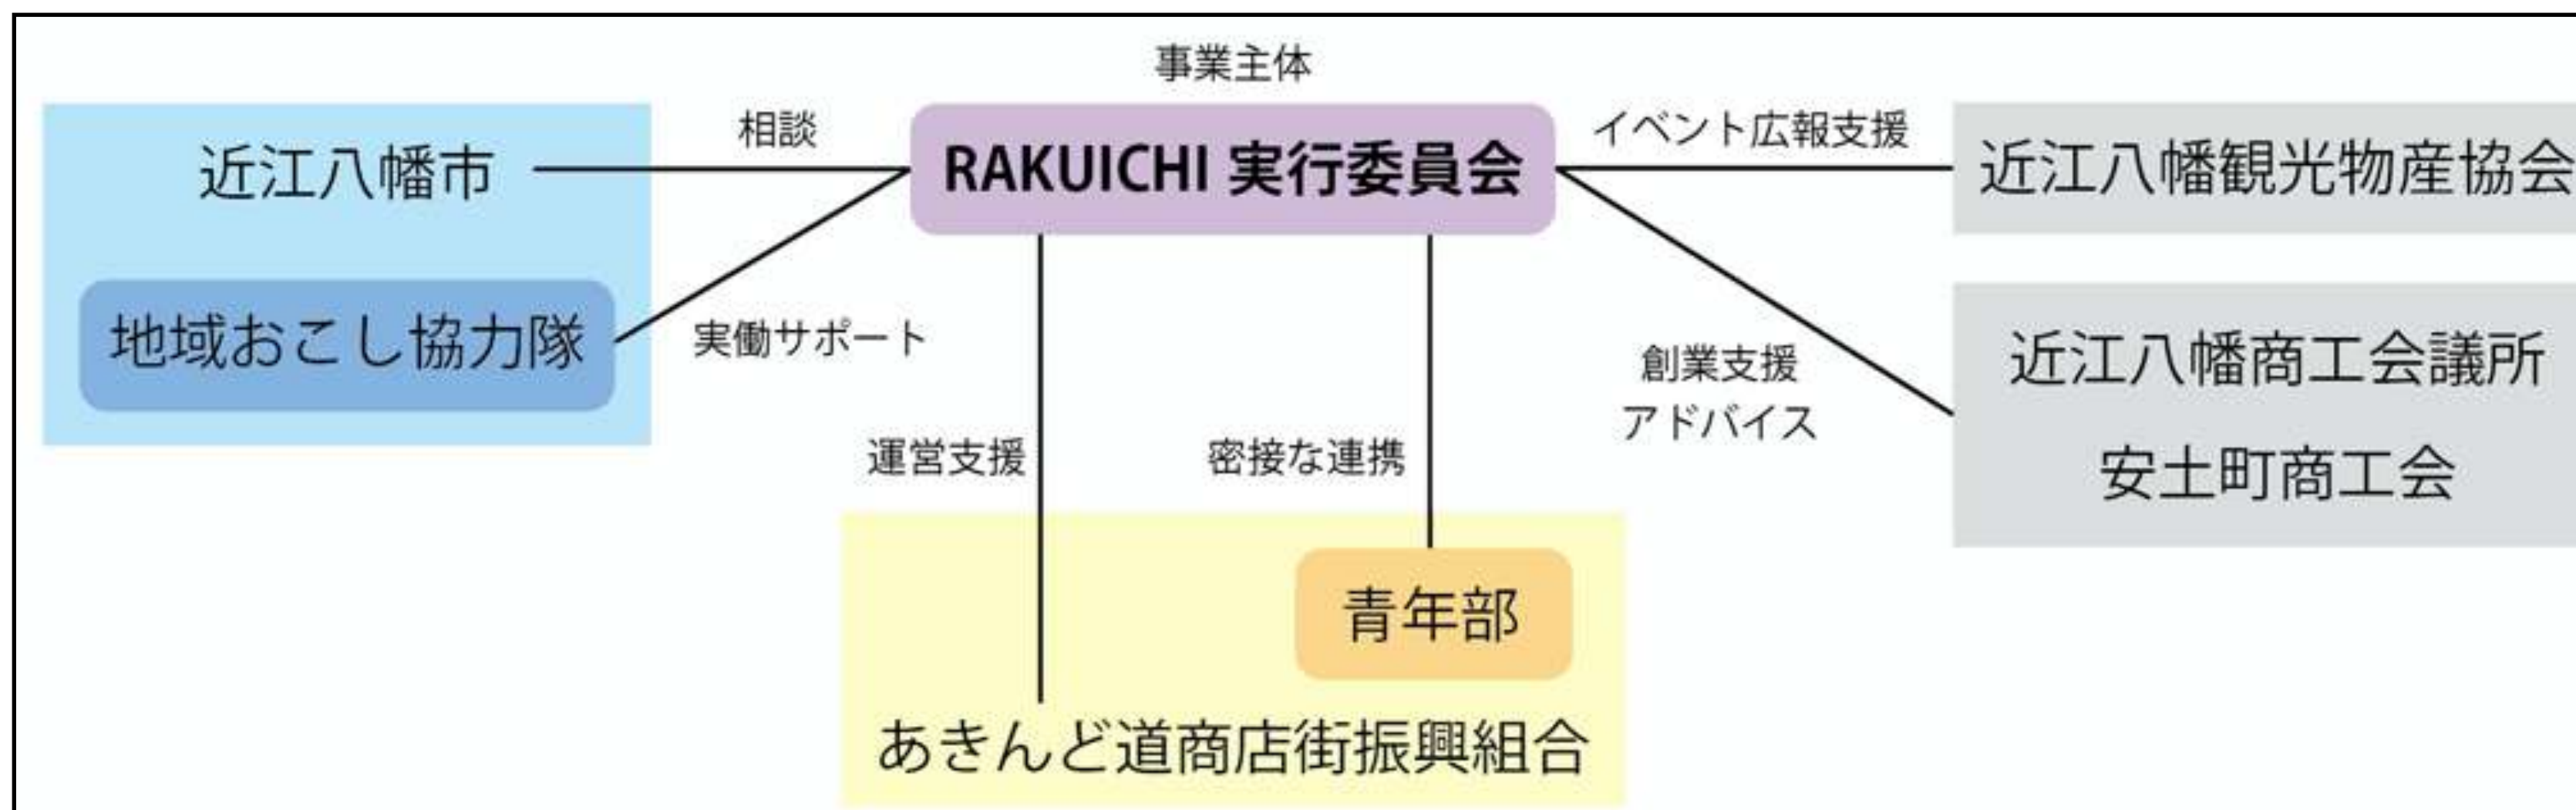 事業主体
近江八幡市
相談
RAKUICHI 実行委員会
イベント広報支援
近江八幡観光物産協会
地域おこし協力隊
実働サポート
創業支援
アドバイス
近江八幡商工会議所
安土町商工会
運営支援
密接な連携
青年部
あきんど道商店街振興組合